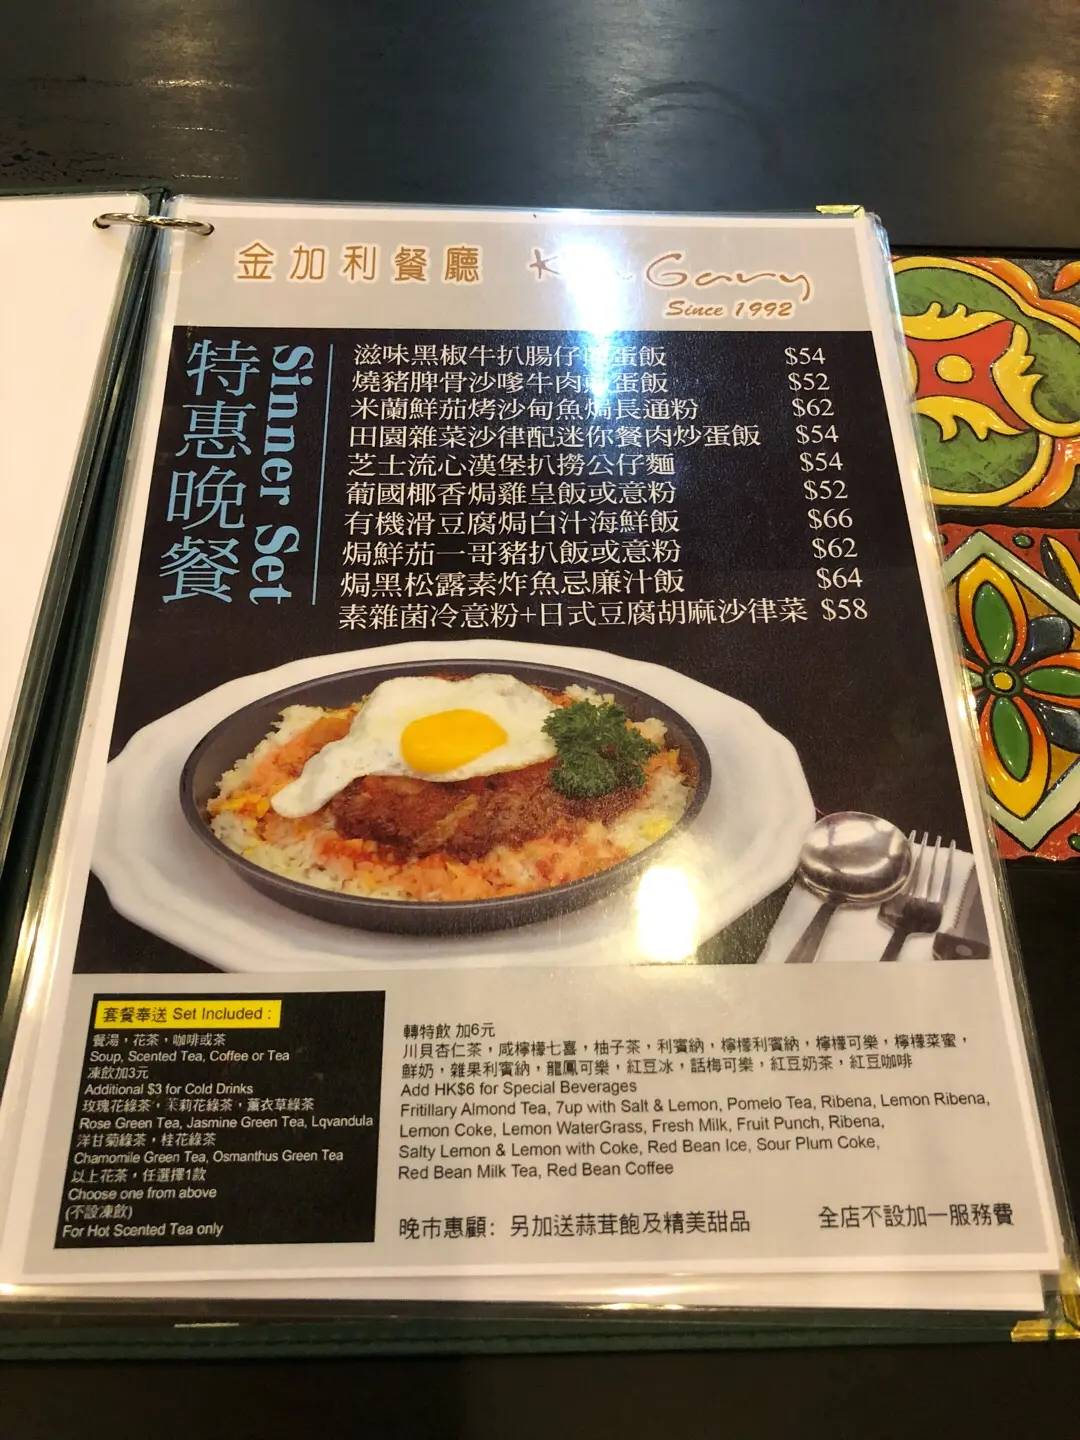 金加利餐廳 Gary
Since 1992
特惠晚餐
Sinner Set
滋味黑椒牛扒腸仔 蛋飯 $54
燒豬脾骨沙嗲牛肉 蛋飯 $52
米蘭鮮茄烤沙甸魚焗長通粉 $62
田園雜菜沙律配迷你餐肉炒蛋飯 $54
芝士流心漢堡扒撈公仔麵 $54
葡國椰香焗雞皇飯或意粉 $52
有機滑豆腐焗白汁海鮮飯 $66
焗鮮茄一哥豬扒飯或意粉 $62
焗黑松露素炸魚忌廉汁飯 $64
素雜菌冷意粉+日式豆腐胡麻沙律菜 $58
套餐奉送 Set Included :
餐湯，花茶，咖啡或茶
Soup, Scented Tea, Coffee or Tea
凍飲加3元
Additional $3 for Cold Drinks
玫瑰花綠茶，茉莉花綠茶，薰衣草綠茶
Rose Green Tea, Jasmine Green Tea, Lqvandula
洋甘菊綠茶，桂花綠茶
Chamomile Green Tea, Osmanthus Green Tea
以上花茶，任選擇1款
Choose one from above
(不設凍飲)
For Hot Scented Tea only
轉特飲 加6元
川貝杏仁茶，咸檸檬七喜，柚子茶，利賓納，檸檬利賓納，檸檬可樂，檸檬菜蜜，
鮮奶，雜果利賓納，龍鳳可樂，紅豆冰，話梅可樂，紅豆奶茶，紅豆咖啡
Add HK$6 for Special Beverages
Fritillary Almond Tea, 7up with Salt & Lemon, Pomelo Tea, Ribena, Lemon Ribena,
Lemon Coke, Lemon WaterGrass, Fresh Milk, Fruit Punch, Ribena,
Salty Lemon & Lemon with Coke, Red Bean Ice, Sour Plum Coke,
Red Bean Milk Tea, Red Bean Coffee
晚市惠顧：另加送蒜茸飽及精美甜品 全店不設加一服務費